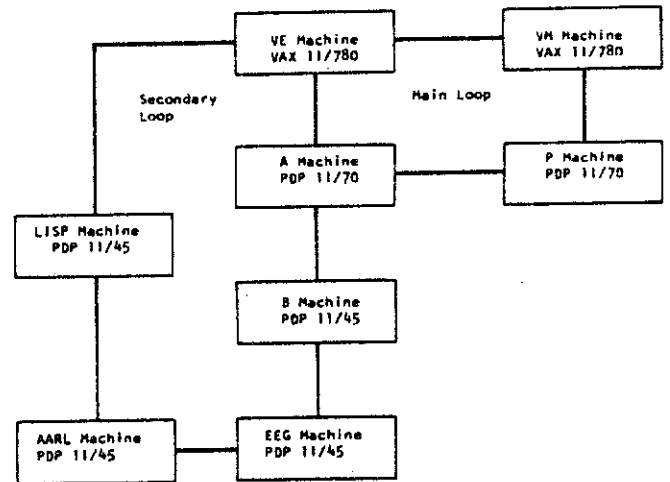 VE Machine
VAX 11/780
VM Machine
VAX 11/780
Secondary
Loop
Main Loop
A Machine
PDP 11/70
P Machine
PDP 11/70
LISP Machine
PDP 11/45
B Machine
PDP 11/45
AARL Machine
PDP 11/45
EEG Machine
PDP 11/45